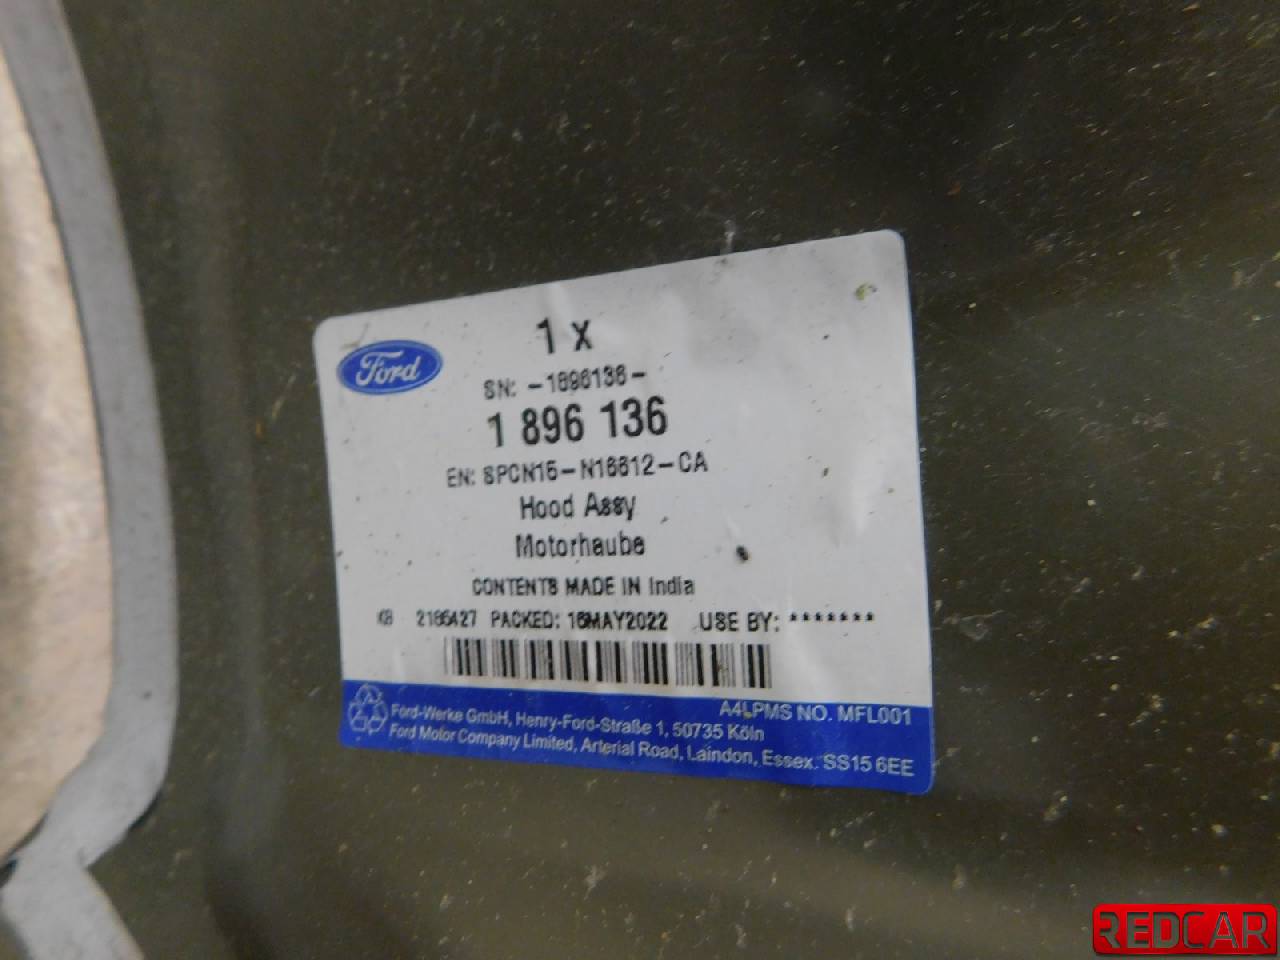 Ford
1 x
SN: -1896136-
1 896 136
EN: SPCN15-N16612-CA
Hood Assy
Motorhaube
CONTENTS MADE IN India
KB 2186427 PACKED: 16MAY2022 USE BY: *******
A4LPMS NO. MFL001
Ford-Werke GmbH, Henry-Ford-Straße 1, 50735 Köln
Ford Motor Company Limited, Arterial Road, Laindon, Essex. SS15 6EE
REDCAR